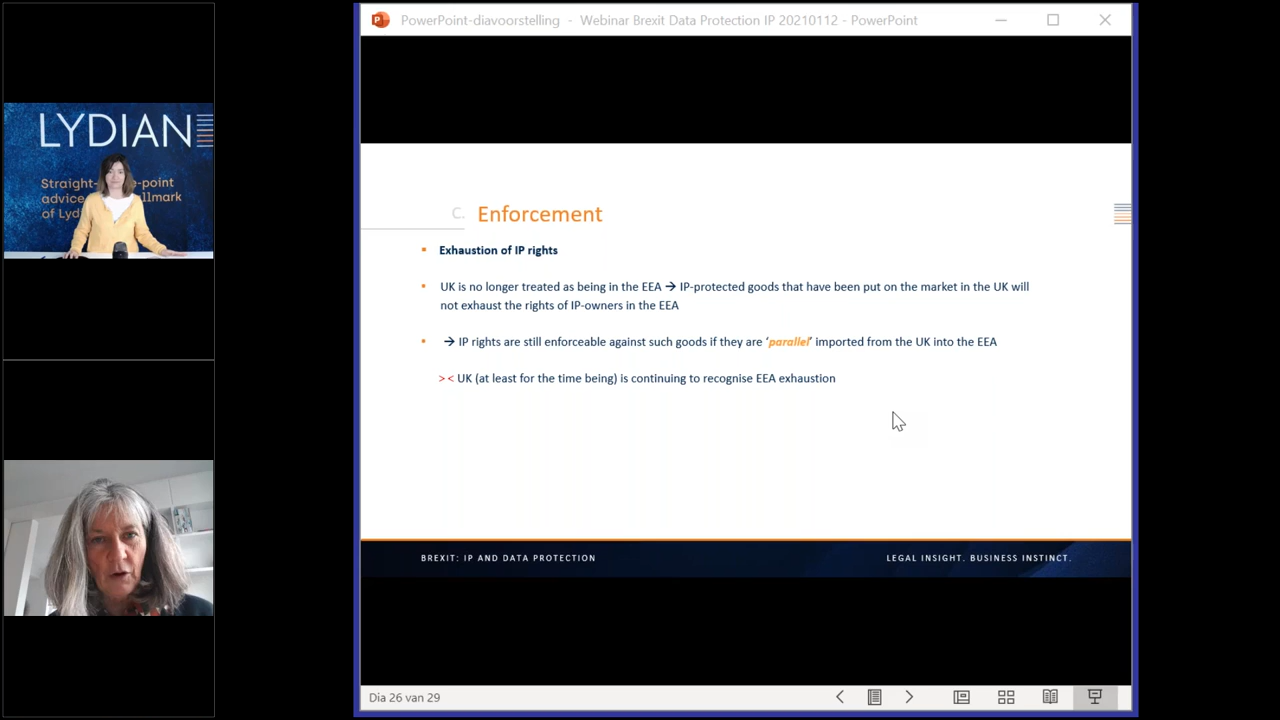 PowerPoint-diavoorstelling - Webinar Brexit Data Protection IP 20210112 - PowerPoint
LYDIAN
Straight- e-point
advice llmark
of Lyd
C. Enforcement
▪ Exhaustion of IP rights
▪ UK is no longer treated as being in the EEA → IP-protected goods that have been put on the market in the UK will
not exhaust the rights of IP-owners in the EEA
▪ → IP rights are still enforceable against such goods if they are ‘parallel’ imported from the UK into the EEA
>< UK (at least for the time being) is continuing to recognise EEA exhaustion
BREXIT: IP AND DATA PROTECTION
LEGAL INSIGHT. BUSINESS INSTINCT.
Dia 26 van 29